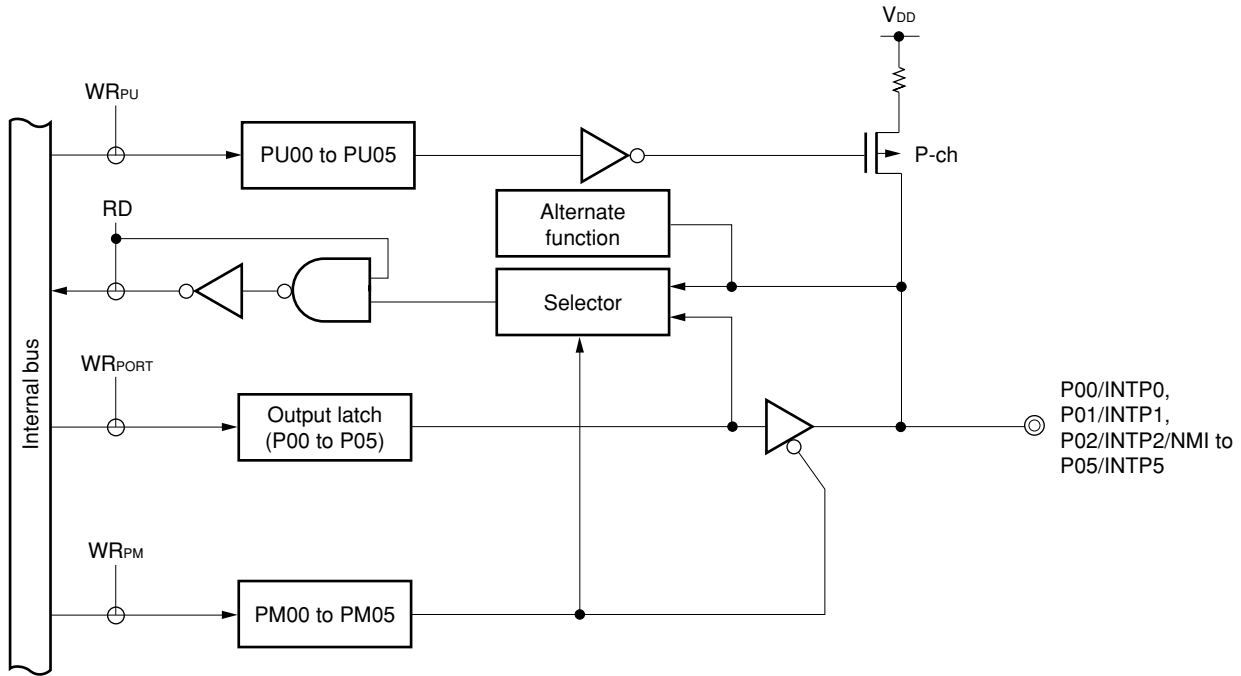 VDD
WRPU
PU00 to PU05
P-ch
RD
Alternate
function
Selector
WRPORT
Internal bus
Output latch
(P00 to P05)
P00/INTP0,
P01/INTP1,
P02/INTP2/NMI to
P05/INTP5
WRPM
PM00 to PM05